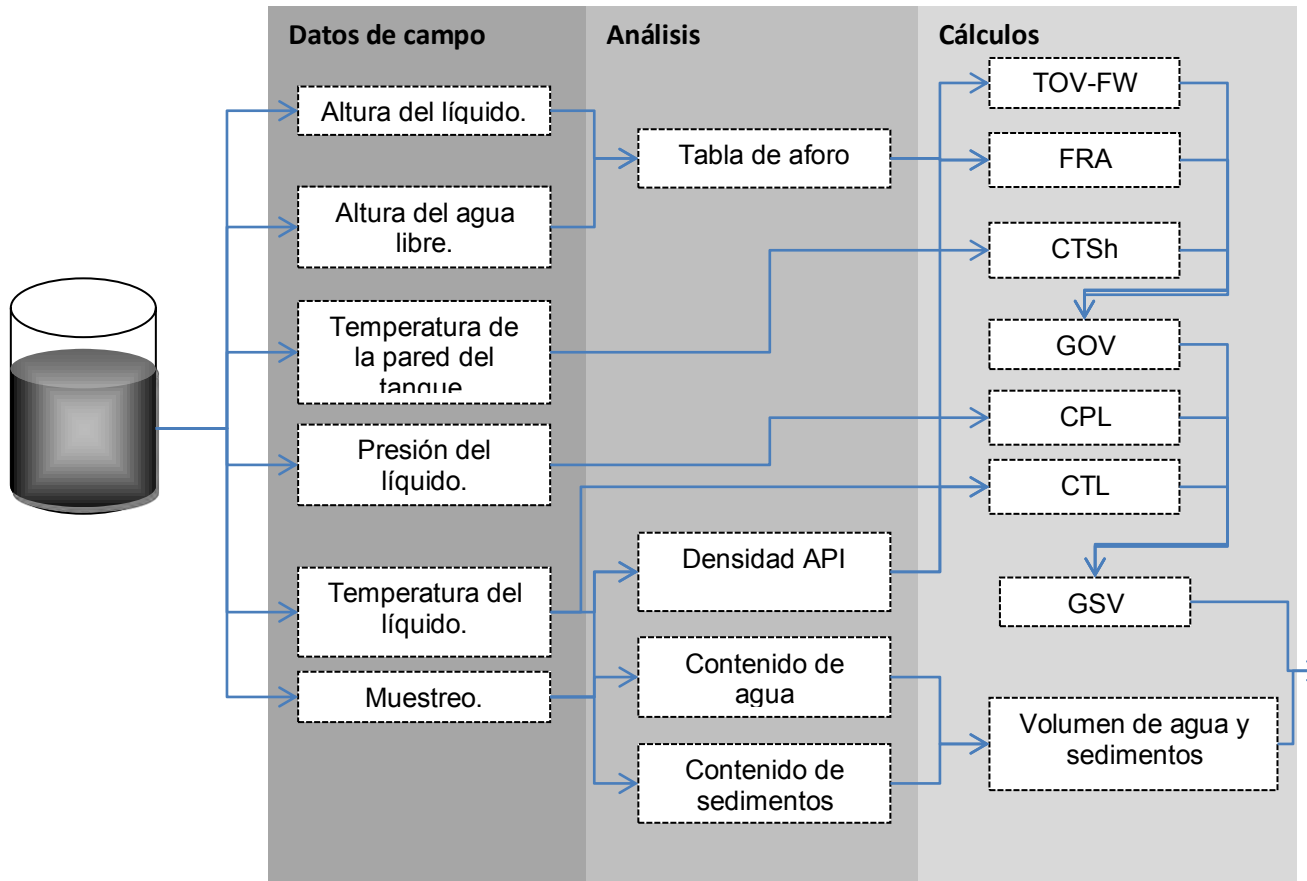 Datos de campo
Análisis
Cálculos
Altura del líquido.
Altura del agua
libre.
Temperatura de
la pared del
tanque
Presión del
líquido.
Temperatura del
líquido.
Muestreo.
Tabla de aforo
Densidad API
Contenido de
agua
Contenido de
sedimentos
TOV-FW
FRA
CTSh
GOV
CPL
CTL
GSV
Volumen de agua y
sedimentos